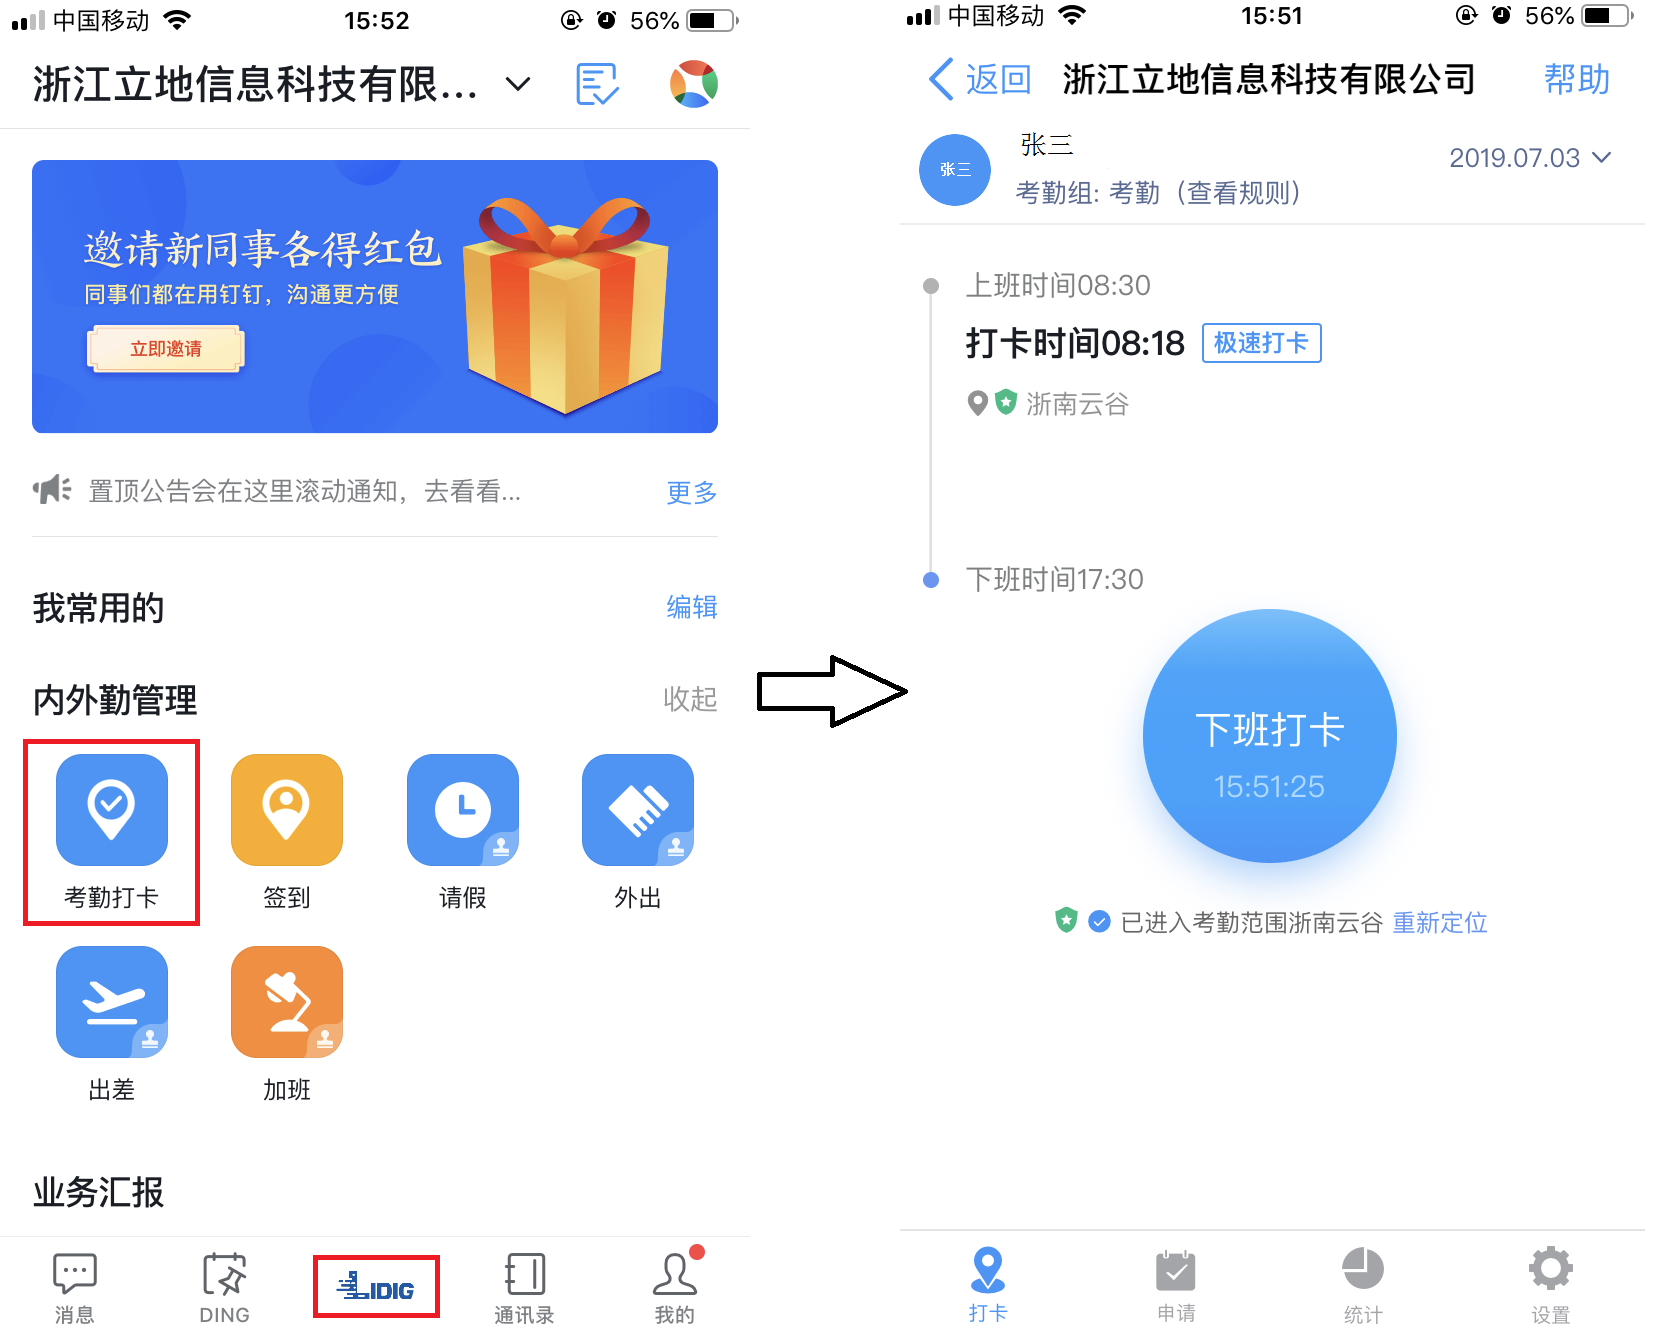 中国移动 15:52 56%
浙江立地信息科技有限...
邀请新同事各得红包
同事们都在用钉钉，沟通更方便
立即邀请
置顶公告会在这里滚动通知，去看看... 更多
我常用的 编辑
内外勤管理 收起
考勤打卡 签到 请假 外出
出差 加班
业务汇报
消息 DING LIDIG 通讯录 我的
中国移动 15:51 56%
返回 浙江立地信息科技有限公司 帮助
张三 张三 2019.07.03
考勤组: 考勤（查看规则）
上班时间08:30
打卡时间08:18 极速打卡
浙南云谷
下班时间17:30
下班打卡
15:51:25
已进入考勤范围浙南云谷 重新定位
打卡 申请 统计 设置